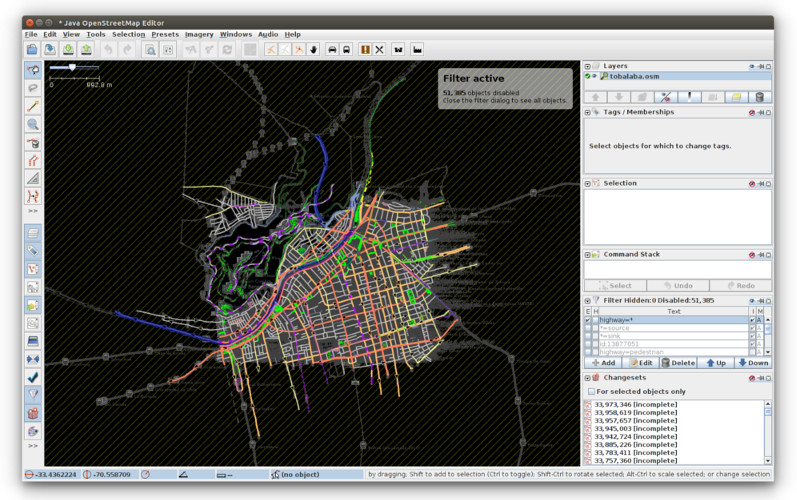 * Java OpenStreetMap Editor
File Edit View Tools Selection Presets Imagery Windows Audio Help
0 992.8 m
Filter active
51,385 objects disabled
Close the filter dialog to see all objects.
>>
>>
Layers
tobalaba.osm
Tags / Memberships
Select objects for which to change tags.
Selection
Command Stack
Select Undo Redo
Filter Hidden:0 Disabled:51,385
E H Text I M
highway=* A
*=source A
*=sink A
id:13877051 A
highway=pedestrian
Add Edit Delete Up Down
Changesets
For selected objects only
33,973,346 [incomplete]
33,958,619 [incomplete]
33,957,657 [incomplete]
33,945,003 [incomplete]
33,942,724 [incomplete]
33,885,226 [incomplete]
33,783,411 [incomplete]
33,757,360 [incomplete]
-33.4362224 -70.558709 -- (no object) by dragging; Shift to add to selection (Ctrl to toggle); Shift-Ctrl to rotate selected; Alt-Ctrl to scale selected; or change selection